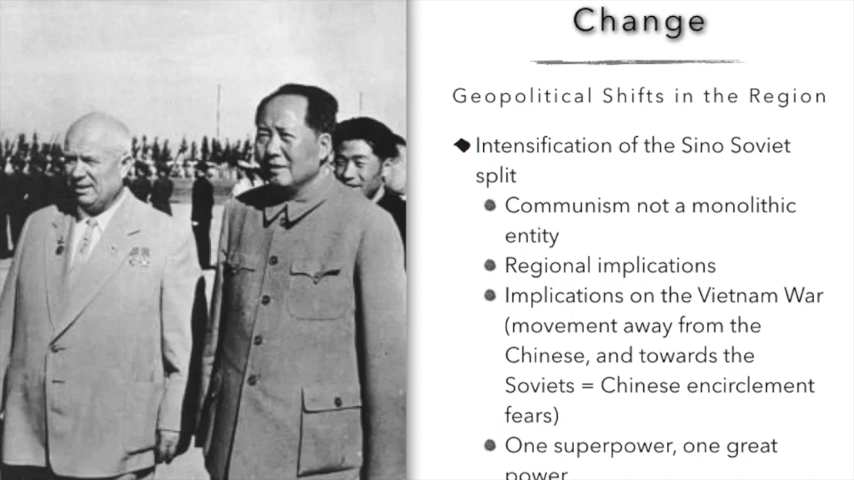 Change
Geopolitical Shifts in the Region
Intensification of the Sino Soviet
split
Communism not a monolithic
entity
Regional implications
Implications on the Vietnam War
(movement away from the
Chinese, and towards the
Soviets = Chinese encirclement
fears)
One superpower, one great
power